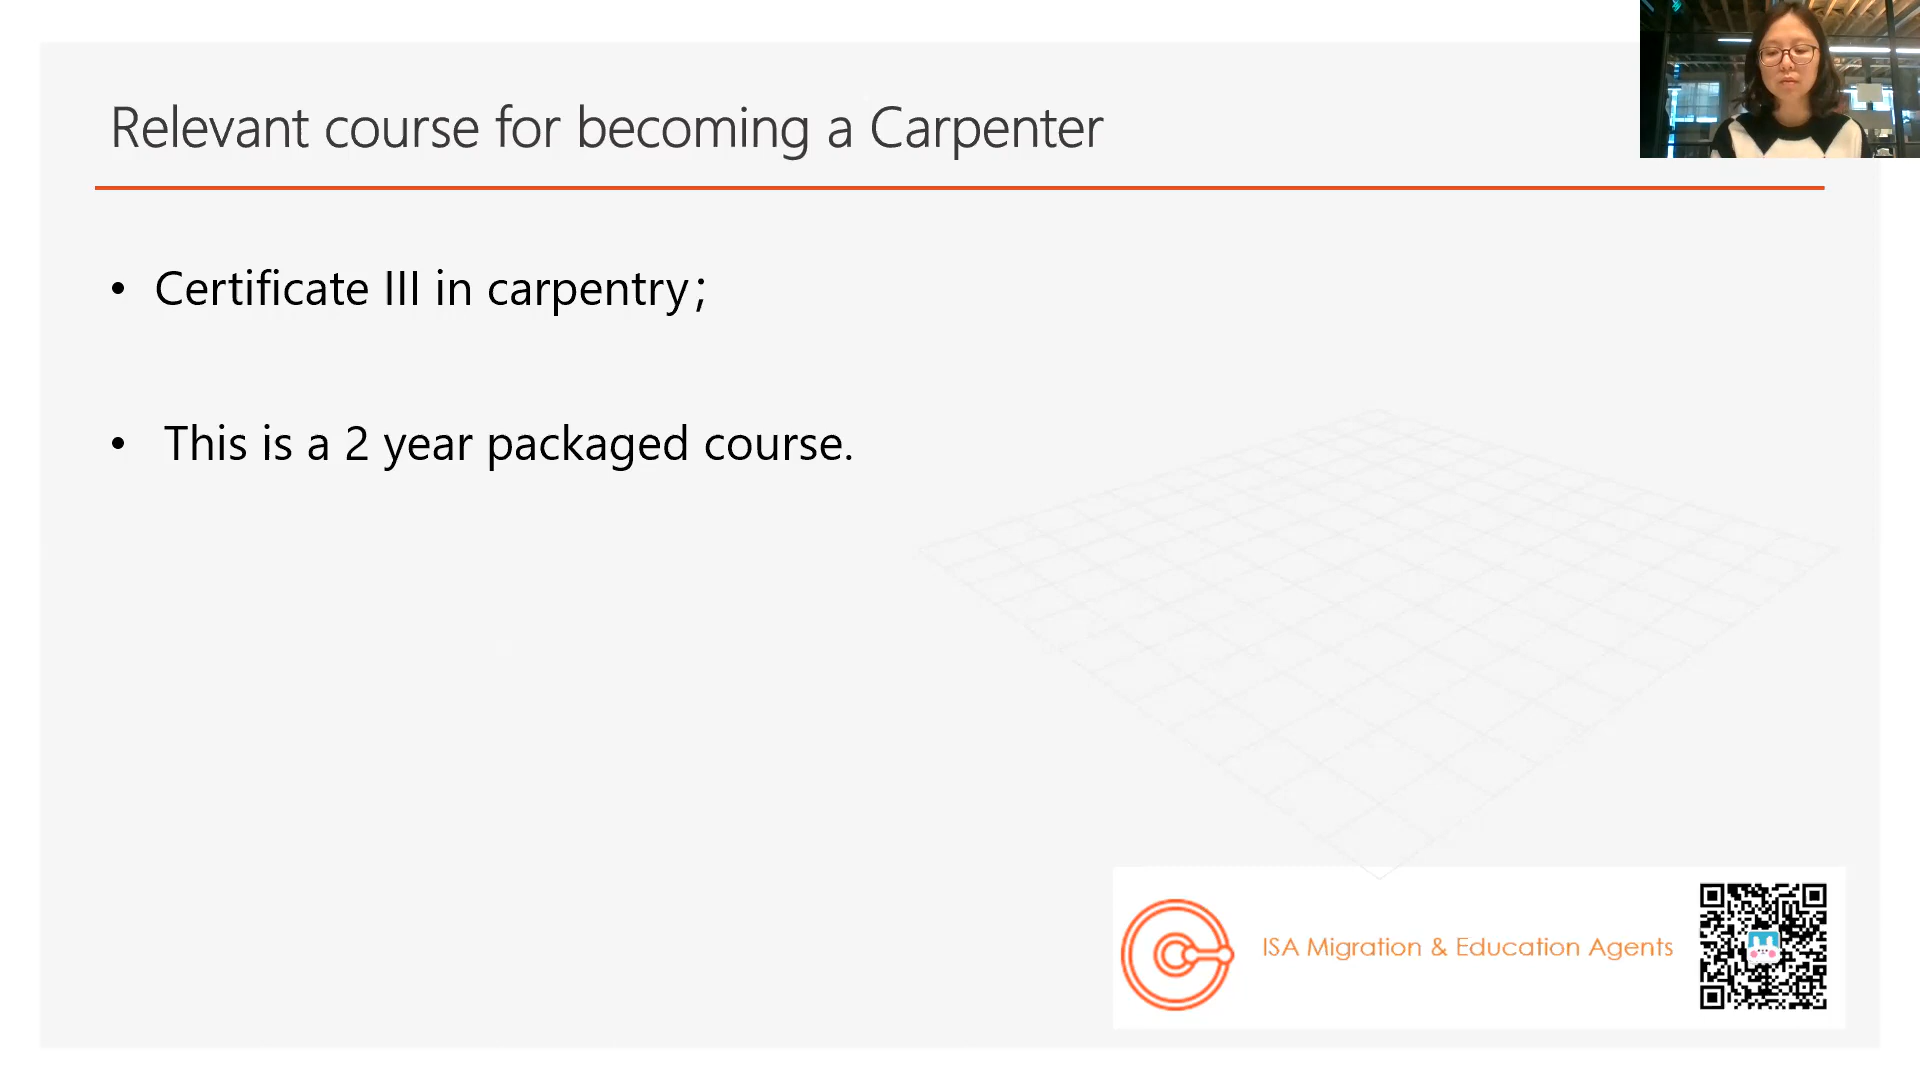 Relevant course for becoming a Carpenter
• Certificate III in carpentry；
• This is a 2 year packaged course.
ISA Migration & Education Agents